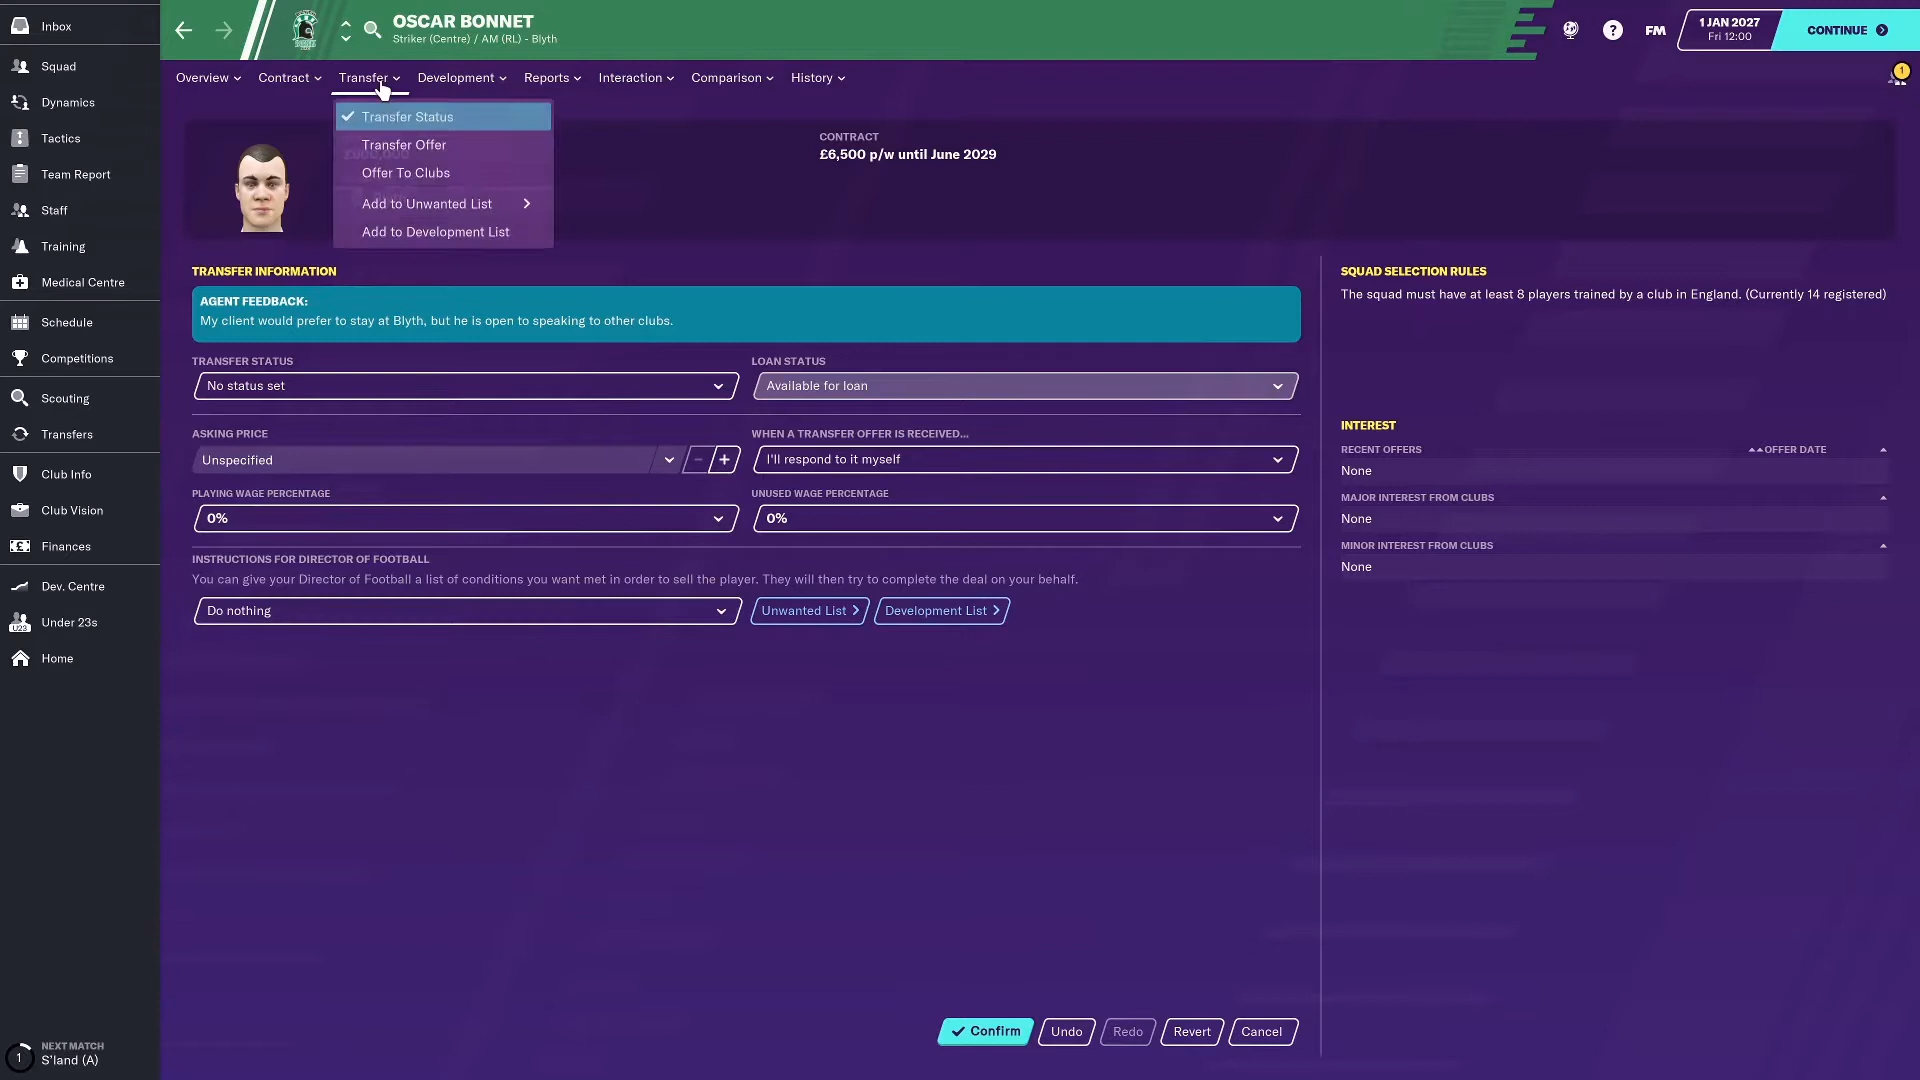 Inbox
Squad
Dynamics
Tactics
Team Report
Staff
Training
Medical Centre
Schedule
Competitions
Scouting
Transfers
Club Info
Club Vision
Finances
Dev. Centre
U23
Under 23s
Home
1
NEXT MATCH
S'land (A)
OSCAR BONNET
Striker (Centre) / AM (RL) - Blyth
?
FM
1 JAN 2027
Fri 12:00
CONTINUE
Overview
Contract
Transfer
Development
Reports
Interaction
Comparison
History
1
Transfer Status
Transfer Offer
Offer To Clubs
Add to Unwanted List
Add to Development List
CONTRACT
£6,500 p/w until June 2029
TRANSFER INFORMATION
AGENT FEEDBACK:
My client would prefer to stay at Blyth, but he is open to speaking to other clubs.
TRANSFER STATUS
No status set
LOAN STATUS
Available for loan
ASKING PRICE
Unspecified
WHEN A TRANSFER OFFER IS RECEIVED...
I'll respond to it myself
PLAYING WAGE PERCENTAGE
0%
UNUSED WAGE PERCENTAGE
0%
INSTRUCTIONS FOR DIRECTOR OF FOOTBALL
You can give your Director of Football a list of conditions you want met in order to sell the player. They will then try to complete the deal on your behalf.
Do nothing
Unwanted List
Development List
SQUAD SELECTION RULES
The squad must have at least 8 players trained by a club in England. (Currently 14 registered)
INTEREST
RECENT OFFERS
OFFER DATE
None
MAJOR INTEREST FROM CLUBS
None
MINOR INTEREST FROM CLUBS
None
Confirm
Undo
Redo
Revert
Cancel